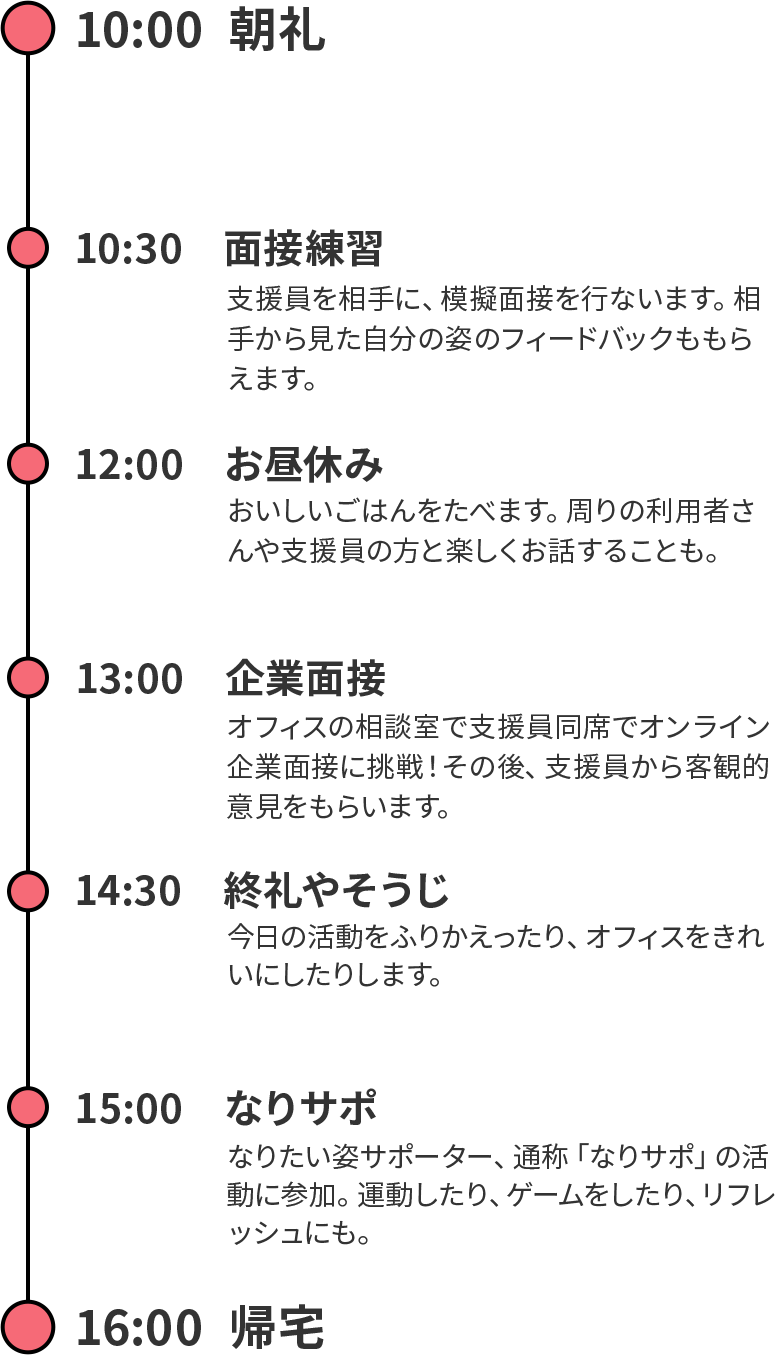 10:00 朝礼
10:30 面接練習
支援員を相手に、模擬面接を行ないます。相
手から見た自分の姿のフィードバックももら
えます。
12:00 お昼休み
おいしいごはんをたべます。周りの利用者さ
んや支援員の方と楽しくお話することも。
13:00 企業面接
オフィスの相談室で支援員同席でオンライン
企業面接に挑戦！その後、支援員から客観的
意見をもらいます。
14:30 終礼やそうじ
今日の活動をふりかえったり、オフィスをきれ
いにしたりします。
15:00 なりサポ
なりたい姿サポーター、通称「なりサポ」の活
動に参加。運動したり、ゲームをしたり、リフレ
ッシュにも。
16:00 帰宅